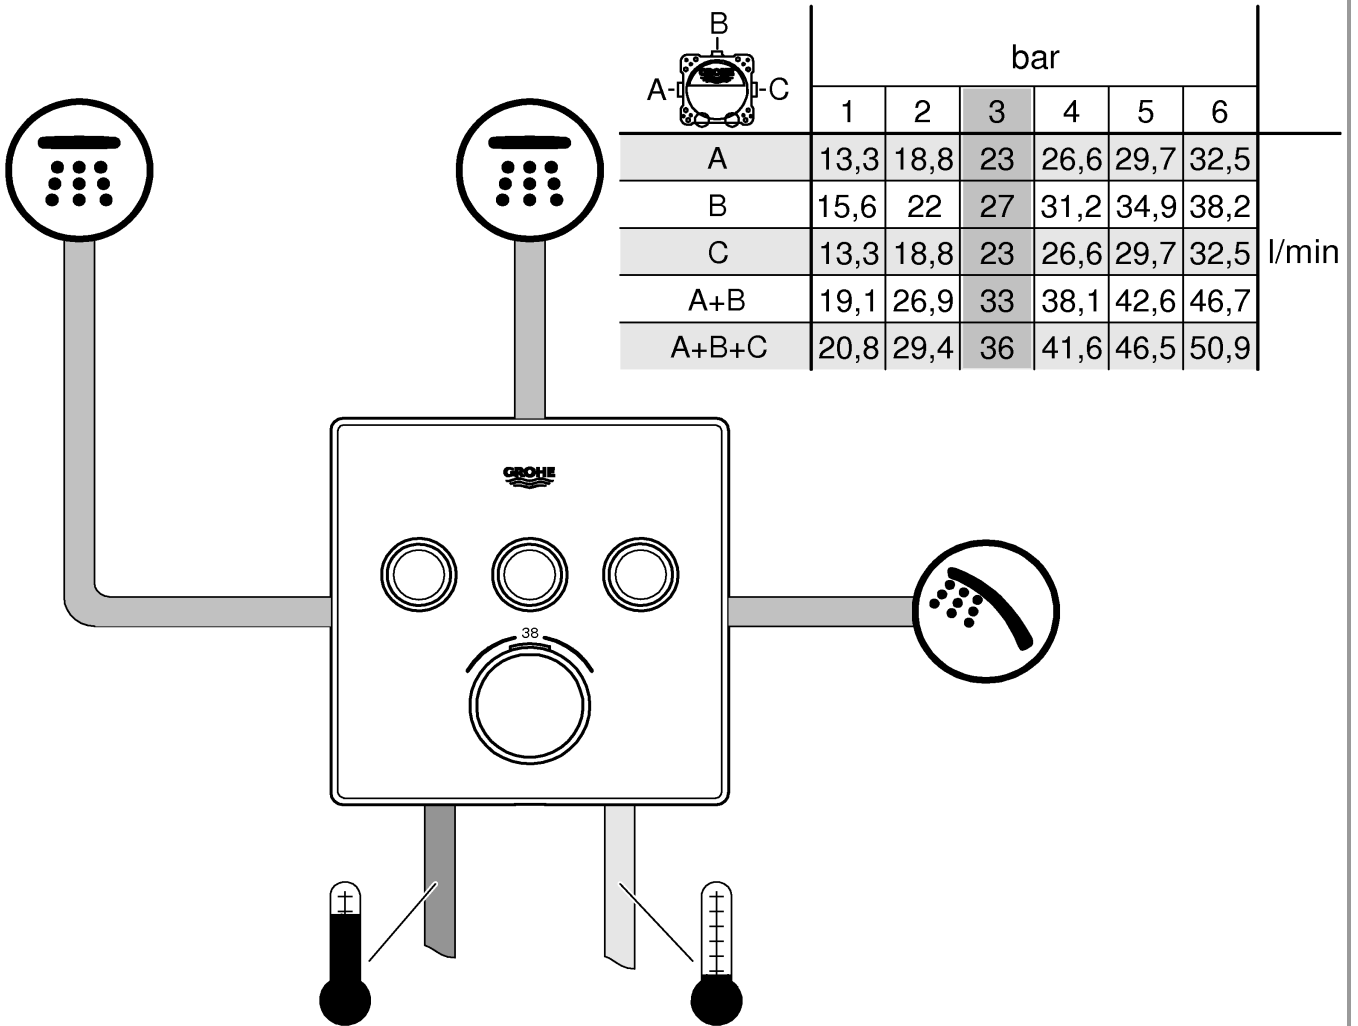 B
A
C
GROHE
bar
1 2 3 4 5 6
A 13,3 18,8 23 26,6 29,7 32,5
B 15,6 22 27 31,2 34,9 38,2
C 13,3 18,8 23 26,6 29,7 32,5 l/min
A+B 19,1 26,9 33 38,1 42,6 46,7
A+B+C 20,8 29,4 36 41,6 46,5 50,9
GROHE
38